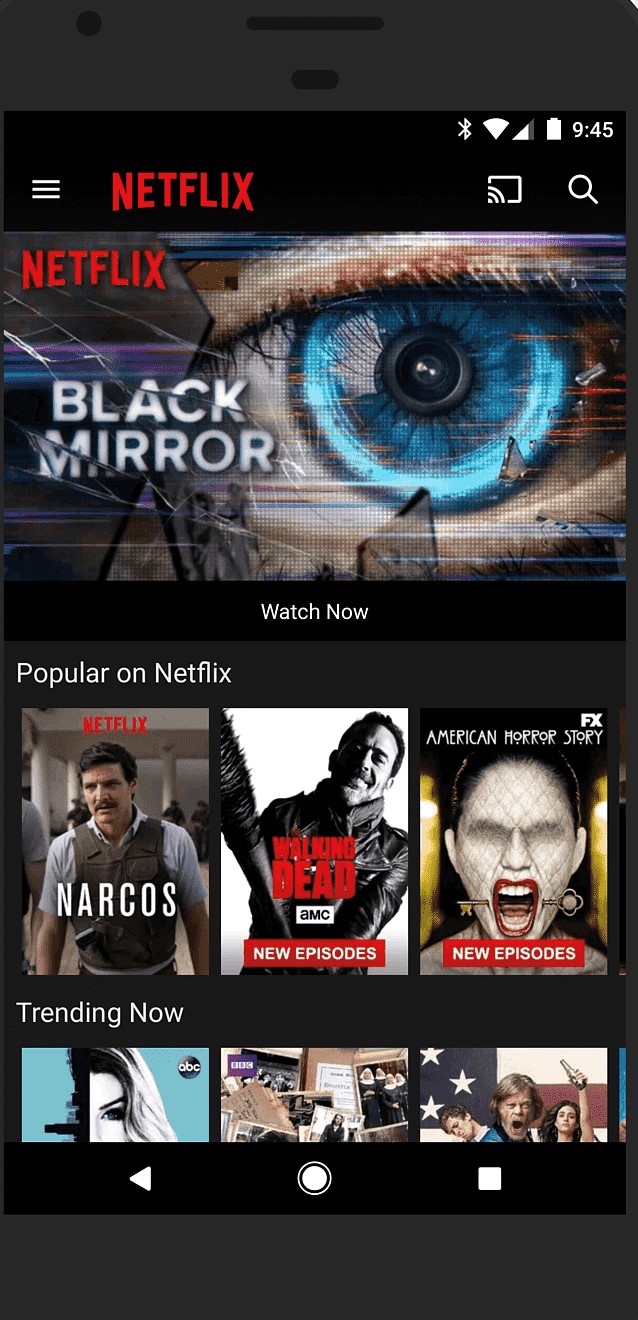 9:45
NETFLIX
NETFLIX
BLACK
MIRROR
Watch Now
Popular on Netflix
NETFLIX
NARCOS
THE
WALKING
DEAD
aMC
NEW EPISODES
FX
AMERICAN HORROR STORY
NEW EPISODES
Trending Now
abc
BBC